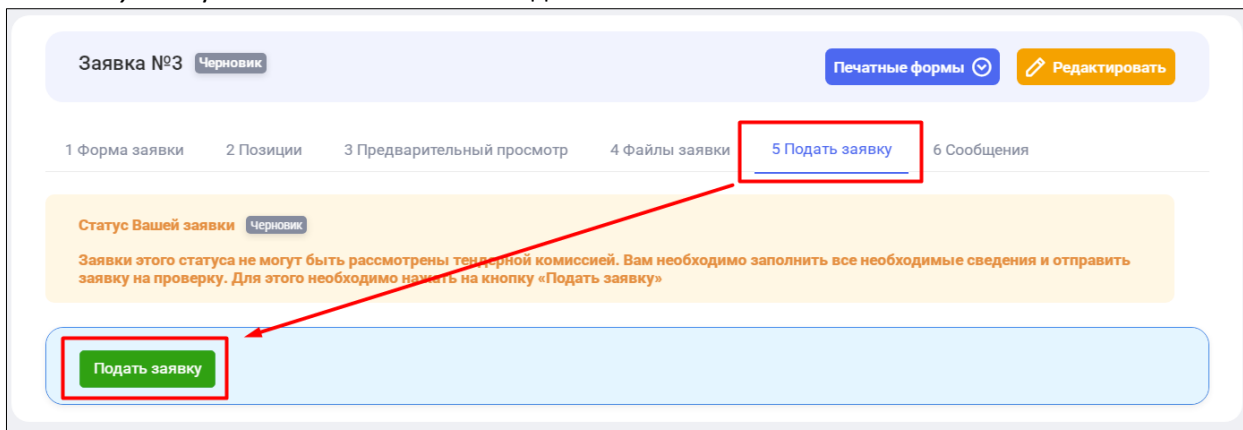 Заявка №3 Черновик Печатные формы Редактировать
1 Форма заявки 2 Позиции 3 Предварительный просмотр 4 Файлы заявки 5 Подать заявку 6 Сообщения
Статус Вашей заявки Черновик
Заявки этого статуса не могут быть рассмотрены тендерной комиссией. Вам необходимо заполнить все необходимые сведения и отправить
заявку на проверку. Для этого необходимо нажать на кнопку «Подать заявку»
Подать заявку